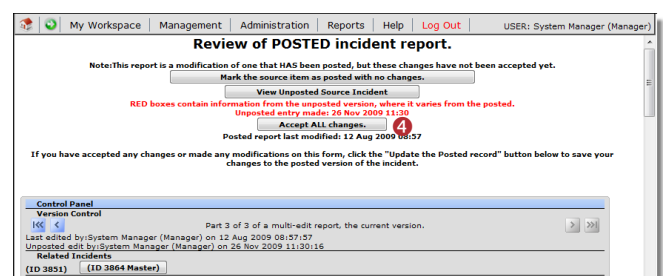 My Workspace Management Administration Reports Help Log Out USER: System Manager (Manager)
Review of POSTED incident report.
Note:This report is a modification of one that HAS been posted, but these changes have not been accepted yet.
Mark the source item as posted with no changes.
View Unposted Source Incident
RED boxes contain information from the unposted version, where it varies from the posted.
Unposted entry made: 26 Nov 2009 11:30
Accept ALL changes. 4
Posted report last modified: 12 Aug 2009 08:57
If you have accepted any changes or made any modifications on this form, click the "Update the Posted record" button below to save your
changes to the posted version of the incident.
Control Panel
Version Control
Part 3 of 3 of a multi-edit report, the current version.
Last edited by:System Manager (Manager) on 12 Aug 2009 08:57:57
Unposted edit by:System Manager (Manager) on 26 Nov 2009 11:30:16
Related Incidents
(ID 3851) (ID 3864 Master)